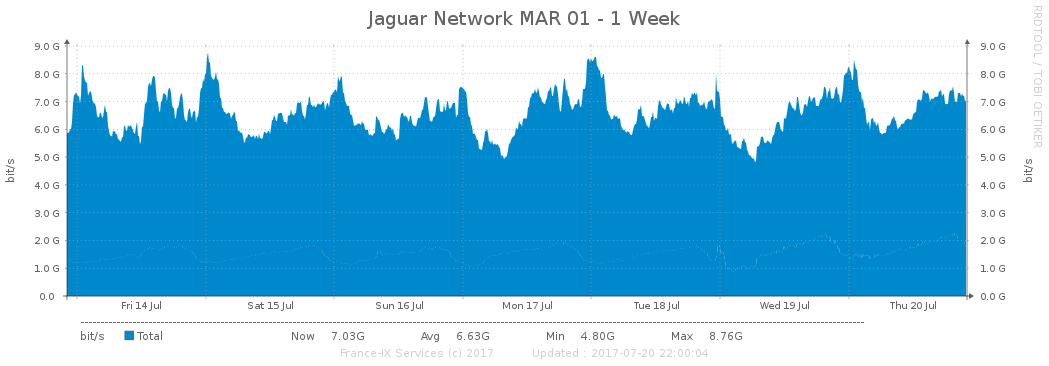 Jaguar Network MAR 01 - 1 Week
RRDTOOL / TOBI OETIKER
9.0 G 9.0 G
8.0 G 8.0 G
7.0 G 7.0 G
6.0 G 6.0 G
5.0 G 5.0 G
4.0 G 4.0 G
3.0 G 3.0 G
2.0 G 2.0 G
1.0 G 1.0 G
0.0 0.0 G
bit/s
bit/s
Fri 14 Jul Sat 15 Jul Sun 16 Jul Mon 17 Jul Tue 18 Jul Wed 19 Jul Thu 20 Jul
bit/s Total Now 7.03G Avg 6.63G Min 4.80G Max 8.76G
France-IX Services (c) 2017 Updated : 2017-07-20 22:00:04